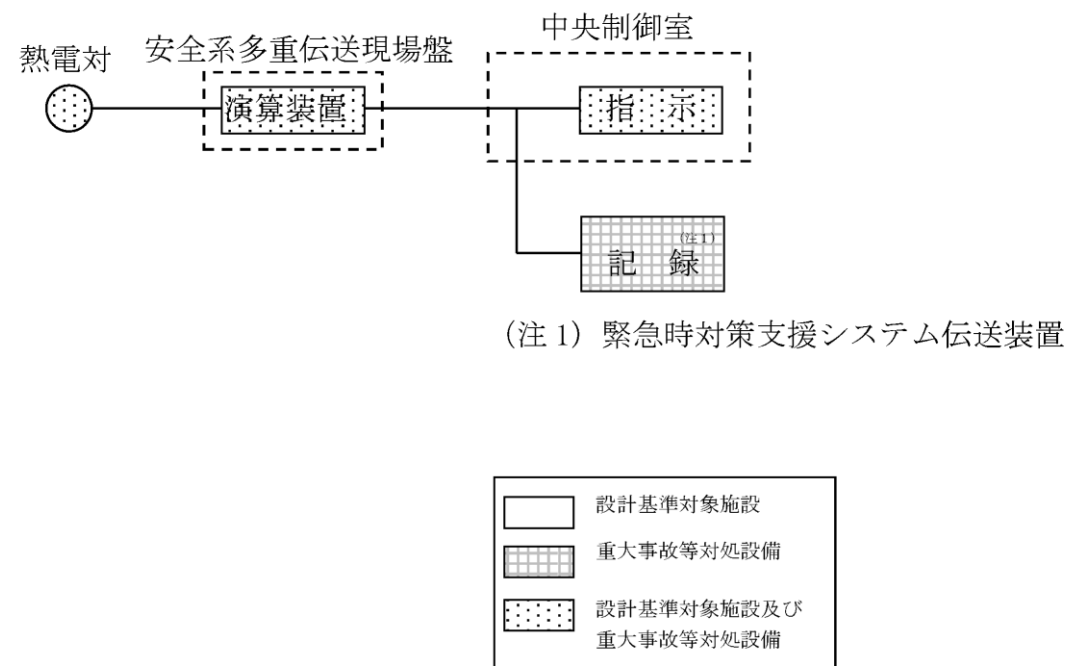 中央制御室
熱電対
安全系多重伝送現場盤
演算装置
指 示
(注1)
記 録
(注1) 緊急時対策支援システム伝送装置
設計基準対象施設
重大事故等対処設備
設計基準対象施設及び
重大事故等対処設備